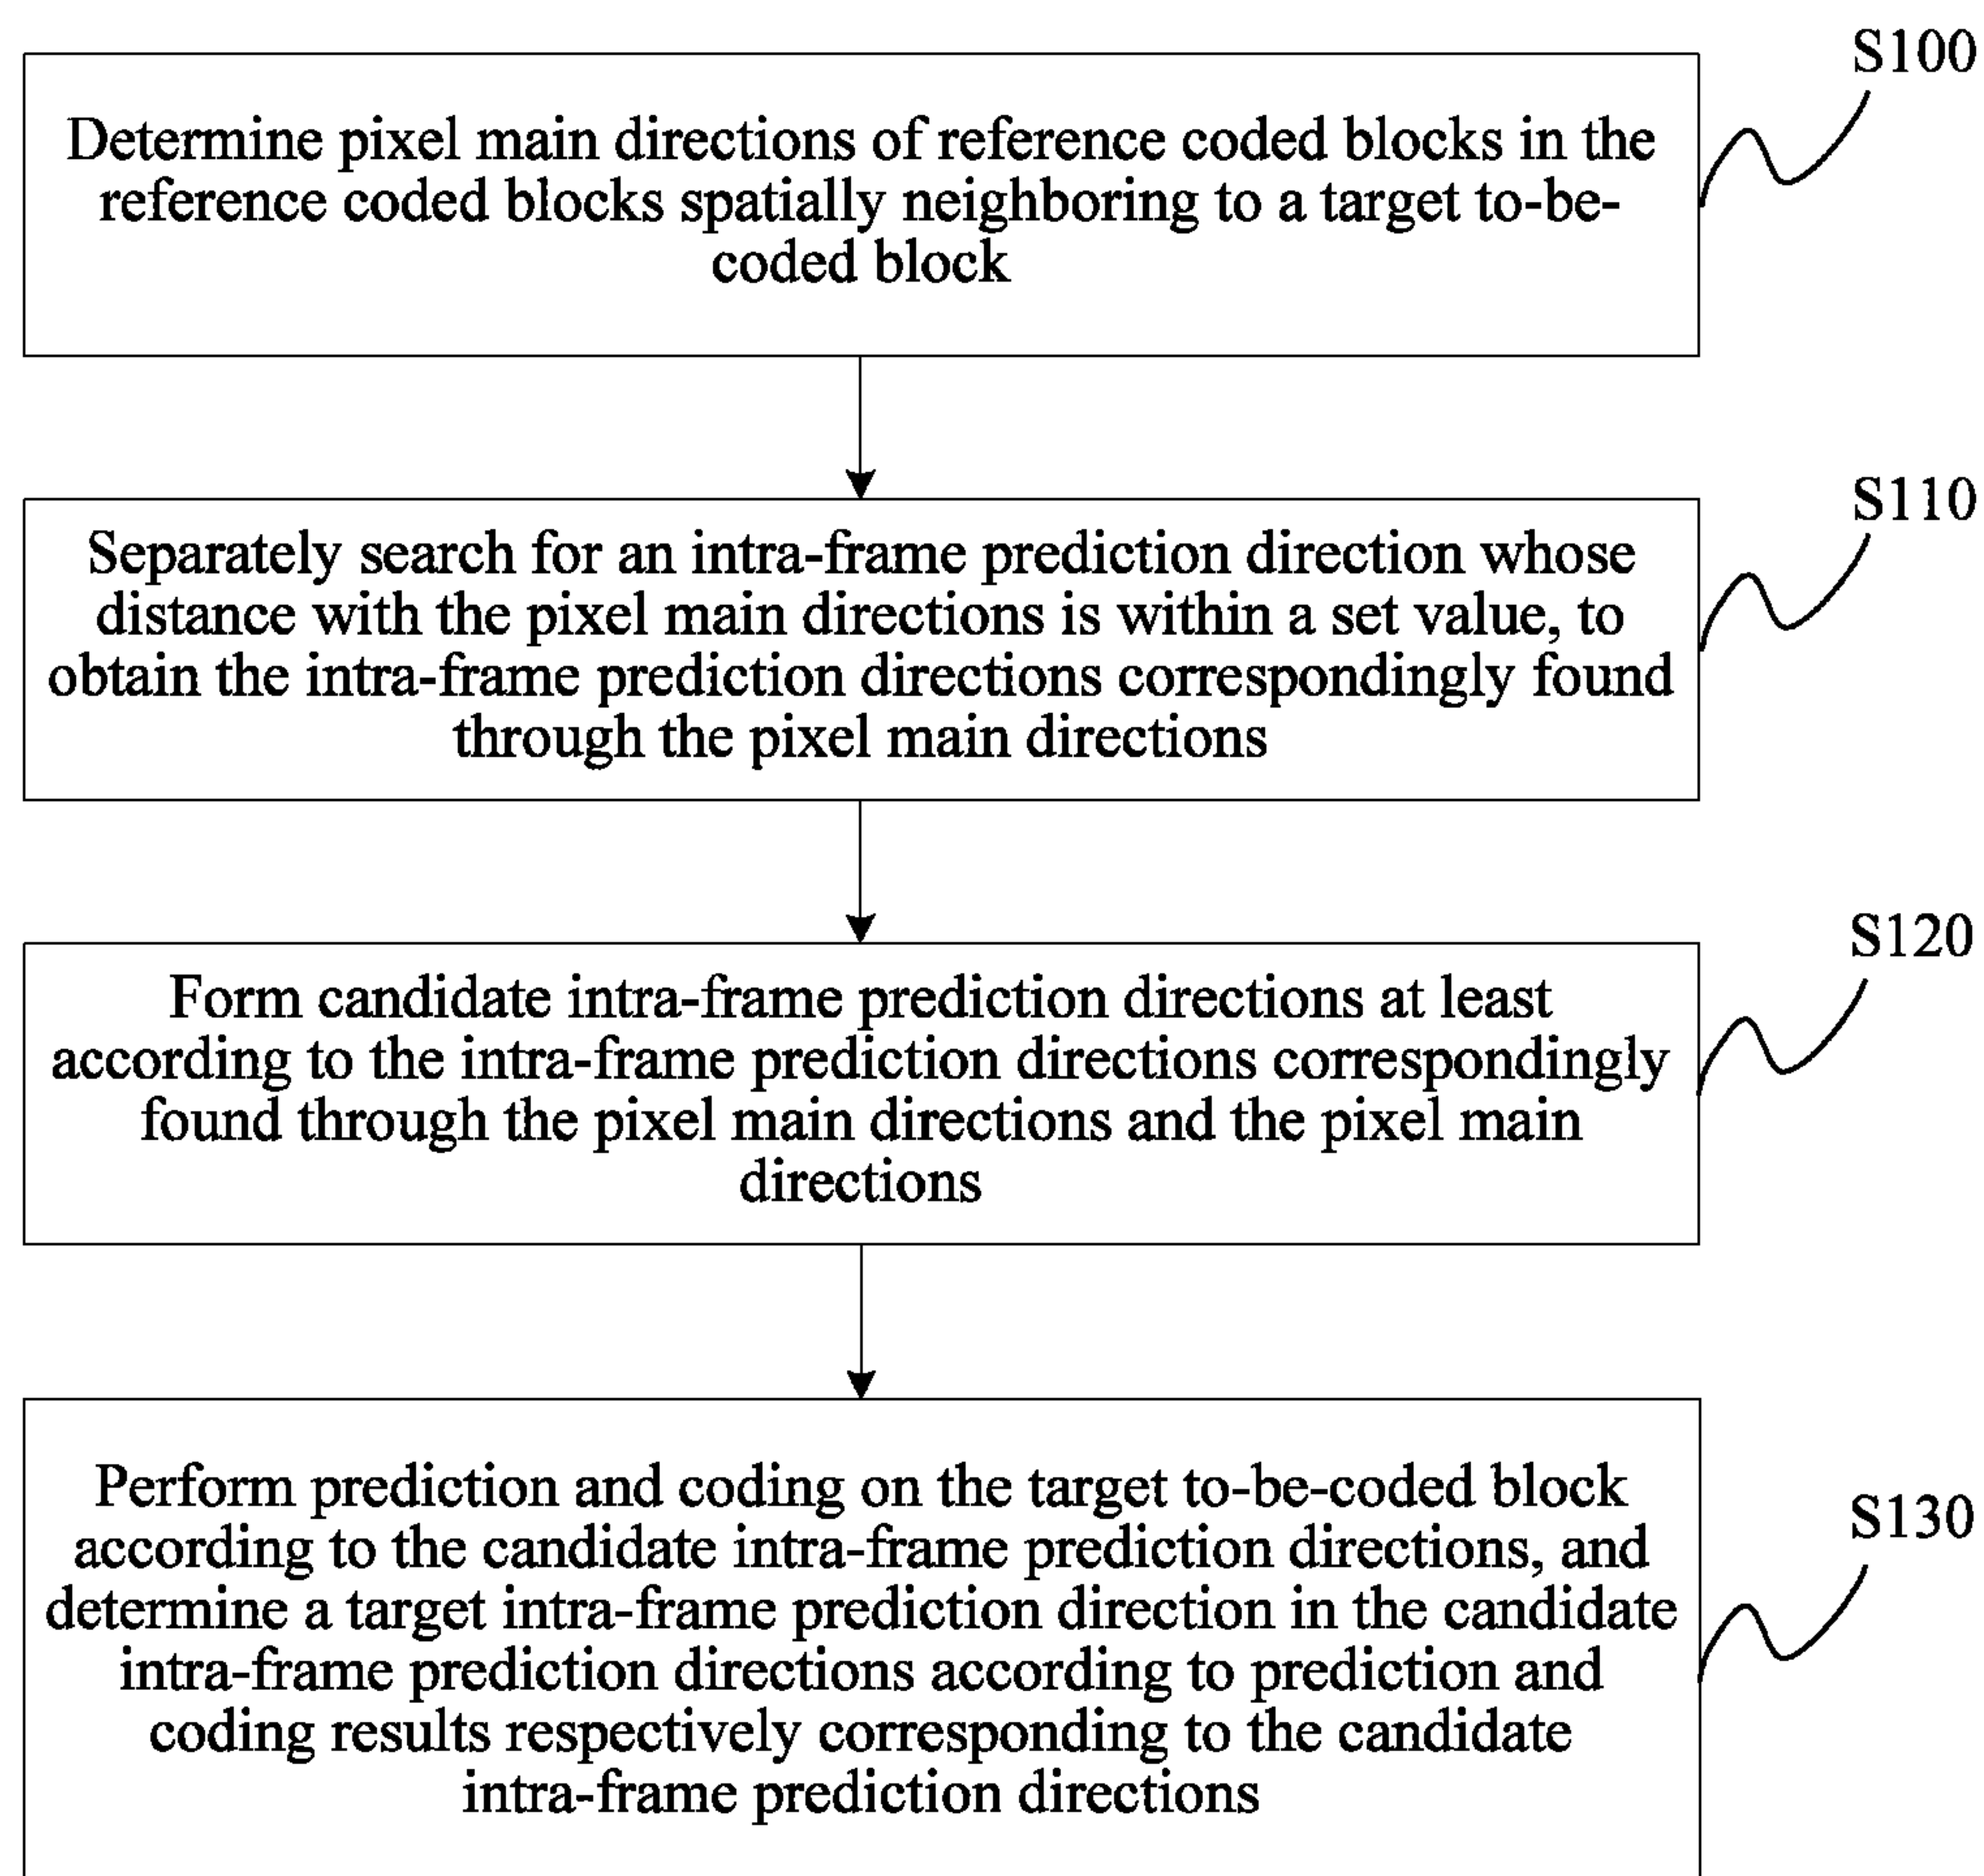 S100
Determine pixel main directions of reference coded blocks in the
reference coded blocks spatially neighboring to a target to-be-
coded block
S110
Separately search for an intra-frame prediction direction whose
distance with the pixel main directions is within a set value, to
obtain the intra-frame prediction directions correspondingly found
through the pixel main directions
S120
Form candidate intra-frame prediction directions at least
according to the intra-frame prediction directions correspondingly
found through the pixel main directions and the pixel main
directions
S130
Perform prediction and coding on the target to-be-coded block
according to the candidate intra-frame prediction directions, and
determine a target intra-frame prediction direction in the candidate
intra-frame prediction directions according to prediction and
coding results respectively corresponding to the candidate
intra-frame prediction directions